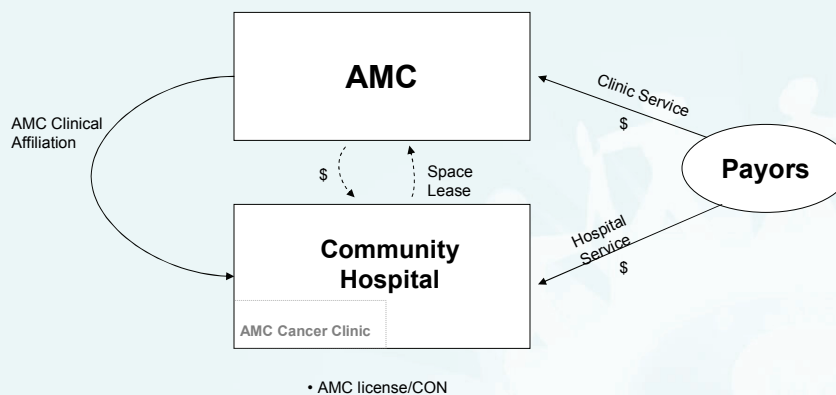 AMC
Clinic Service
$
AMC Clinical
Affiliation
$
Space
Lease
Payors
Community
Hospital
Hospital
Service
$
AMC Cancer Clinic
• AMC license/CON